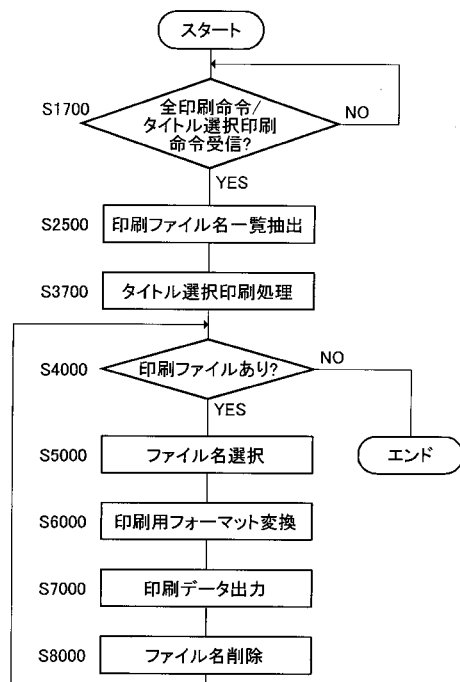 スタート
S1700
全印刷命令/
タイトル選択印刷
命令受信?
NO
YES
S2500
印刷ファイル名一覧抽出
S3700
タイトル選択印刷処理
S4000
印刷ファイルあり?
NO
YES
S5000
ファイル名選択
エンド
S6000
印刷用フォーマット変換
S7000
印刷データ出力
S8000
ファイル名削除